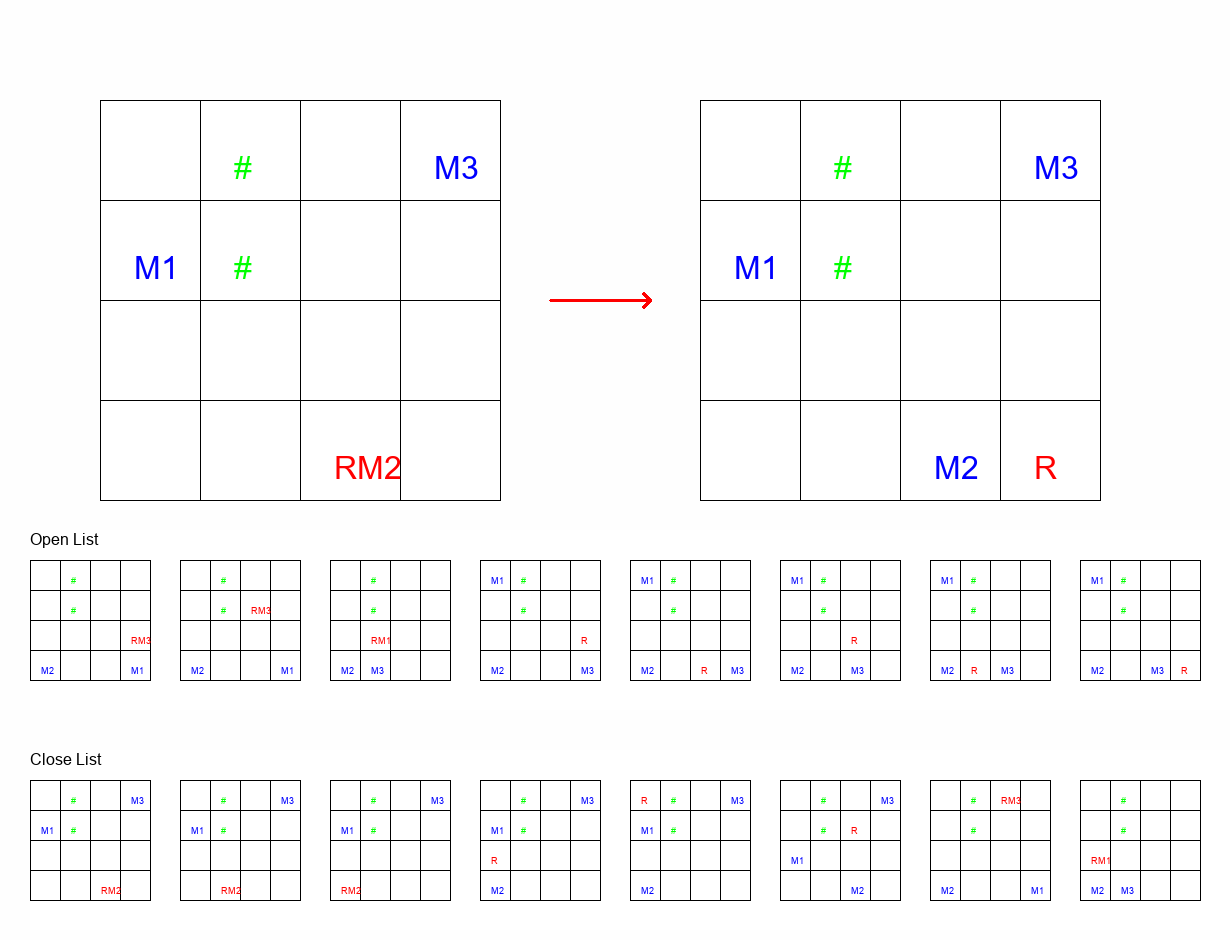 # M3 # M3
M1 # M1 #
RM2 M2 R
Open List
# # # M1 # M1 # M1 # M1 # M1 #
# # RM3 # # # # # #
RM3 RM1 R R
M2 M1 M2 M1 M2 M3 M2 M3 M2 R M3 M2 M3 M2 R M3 M2 M3 R
Close List
# M3 # M3 # M3 # M3 R # M3 # M3 # RM3 #
M1 # M1 # M1 # M1 # M1 # # R # #
R M1 RM1
RM2 RM2 RM2 M2 M2 M2 M2 M1 M2 M3